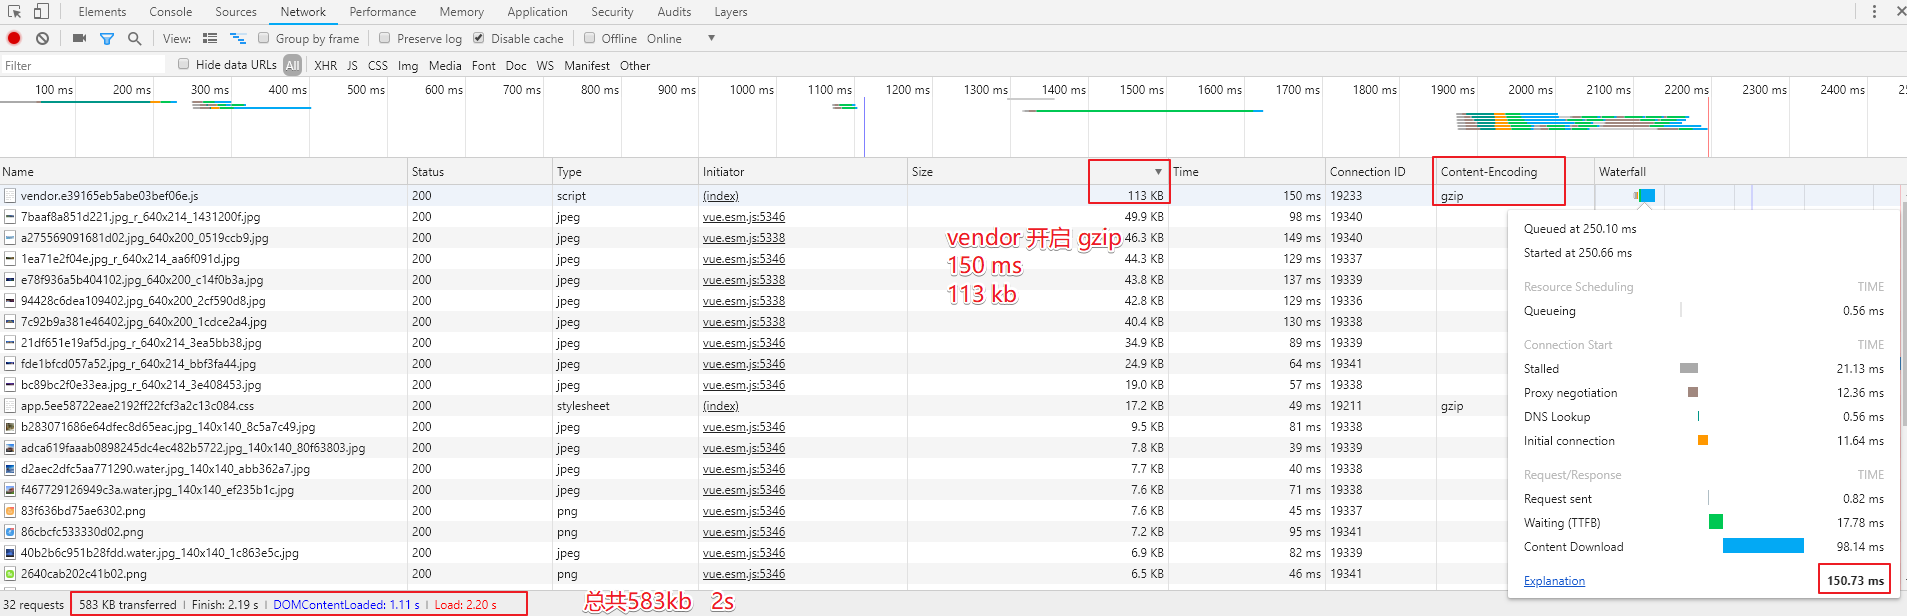 Elements Console Sources Network Performance Memory Application Security Audits Layers
View: Group by frame Preserve log Disable cache Offline Online
Filter Hide data URLs All XHR JS CSS Img Media Font Doc WS Manifest Other
100 ms 200 ms 300 ms 400 ms 500 ms 600 ms 700 ms 800 ms 900 ms 1000 ms 1100 ms 1200 ms 1300 ms 1400 ms 1500 ms 1600 ms 1700 ms 1800 ms 1900 ms 2000 ms 2100 ms 2200 ms 2300 ms 2400 ms
Name Status Type Initiator Size Time Connection ID Content-Encoding Waterfall
vendor.e39165eb5abe03bef06e.js 200 script (index) 113 KB 150 ms 19233 gzip
7baaf8a851d221.jpg_r_640x214_1431200f.jpg 200 jpeg vue.esm.js:5346 49.9 KB 98 ms 19340
a275569091681d02.jpg_640x200_0519ccb9.jpg 200 jpeg vue.esm.js:5338 46.3 KB 149 ms 19340
1ea71e2f04e.jpg_r_640x214_aa6f091d.jpg 200 jpeg vue.esm.js:5346 44.3 KB 129 ms 19337
e78f936a5b404102.jpg_640x200_c14f0b3a.jpg 200 jpeg vue.esm.js:5338 43.8 KB 137 ms 19339
94428c6dea109402.jpg_640x200_2cf590d8.jpg 200 jpeg vue.esm.js:5338 42.8 KB 129 ms 19336
7c92b9a381e46402.jpg_640x200_1cdce2a4.jpg 200 jpeg vue.esm.js:5338 40.4 KB 130 ms 19338
21df651e19af5d.jpg_r_640x214_3ea5bb38.jpg 200 jpeg vue.esm.js:5346 34.9 KB 89 ms 19339
fde1bfcd057a52.jpg_r_640x214_bbf3fa44.jpg 200 jpeg vue.esm.js:5346 24.9 KB 64 ms 19341
bc89bc2f0e33ea.jpg_r_640x214_3e408453.jpg 200 jpeg vue.esm.js:5346 19.0 KB 57 ms 19338
app.5ee58722eae2192ff22fcf3a2c13c084.css 200 stylesheet (index) 17.2 KB 49 ms 19211 gzip
b283071686e64dfec8d65eac.jpg_140x140_8c5a7c49.jpg 200 jpeg vue.esm.js:5346 9.5 KB 81 ms 19338
adca619faaab0898245dc4ec482b5722.jpg_140x140_80f63803.jpg 200 jpeg vue.esm.js:5346 7.8 KB 39 ms 19339
d2aec2dfc5aa771290.water.jpg_140x140_abb362a7.jpg 200 jpeg vue.esm.js:5346 7.7 KB 40 ms 19338
f467729126949c3a.water.jpg_140x140_ef235b1c.jpg 200 jpeg vue.esm.js:5346 7.6 KB 71 ms 19338
83f636bd75ae6302.png 200 png vue.esm.js:5346 7.6 KB 45 ms 19337
86cbcfc533330d02.png 200 png vue.esm.js:5346 7.2 KB 95 ms 19341
40b2b6c951b28fdd.water.jpg_140x140_1c863e5c.jpg 200 jpeg vue.esm.js:5346 6.9 KB 82 ms 19339
2640cab202c41b02.png 200 png vue.esm.js:5346 6.5 KB 46 ms 19341
vendor 开启 gzip
150 ms
113 kb
Queued at 250.10 ms
Started at 250.66 ms
Resource Scheduling TIME
Queueing 0.56 ms
Connection Start TIME
Stalled 21.13 ms
Proxy negotiation 12.36 ms
DNS Lookup 0.56 ms
Initial connection 11.64 ms
Request/Response TIME
Request sent 0.82 ms
Waiting (TTFB) 17.78 ms
Content Download 98.14 ms
Explanation 150.73 ms
32 requests 583 KB transferred | Finish: 2.19 s | DOMContentLoaded: 1.11 s | Load: 2.20 s
总共583kb 2s